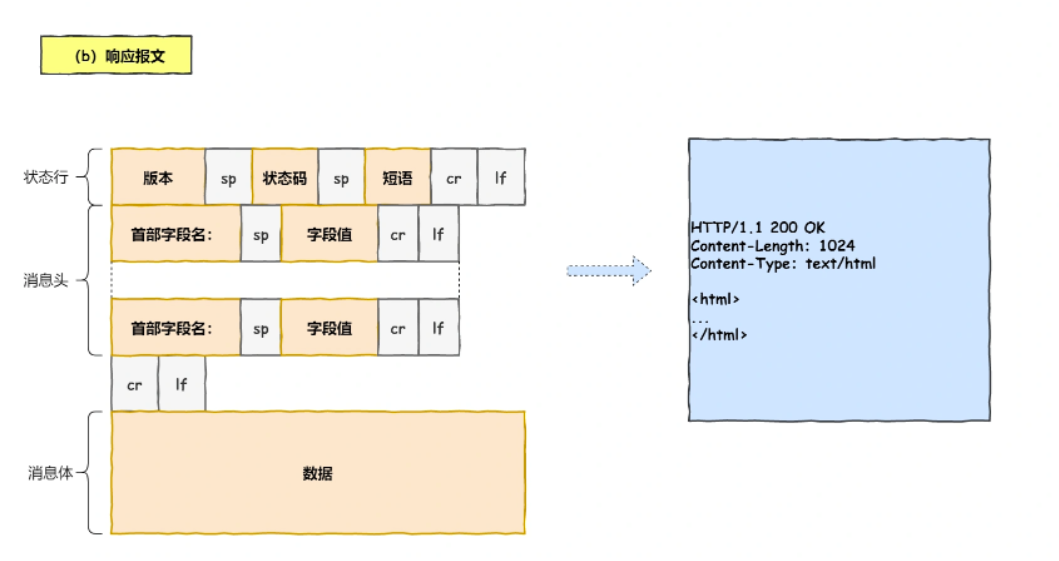 (b) 响应报文
状态行
版本 sp 状态码 sp 短语 cr lf
首部字段名: sp 字段值 cr lf
消息头
首部字段名: sp 字段值 cr lf
cr lf
消息体
数据
HTTP/1.1 200 OK
Content-Length: 1024
Content-Type: text/html
<html>
...
</html>